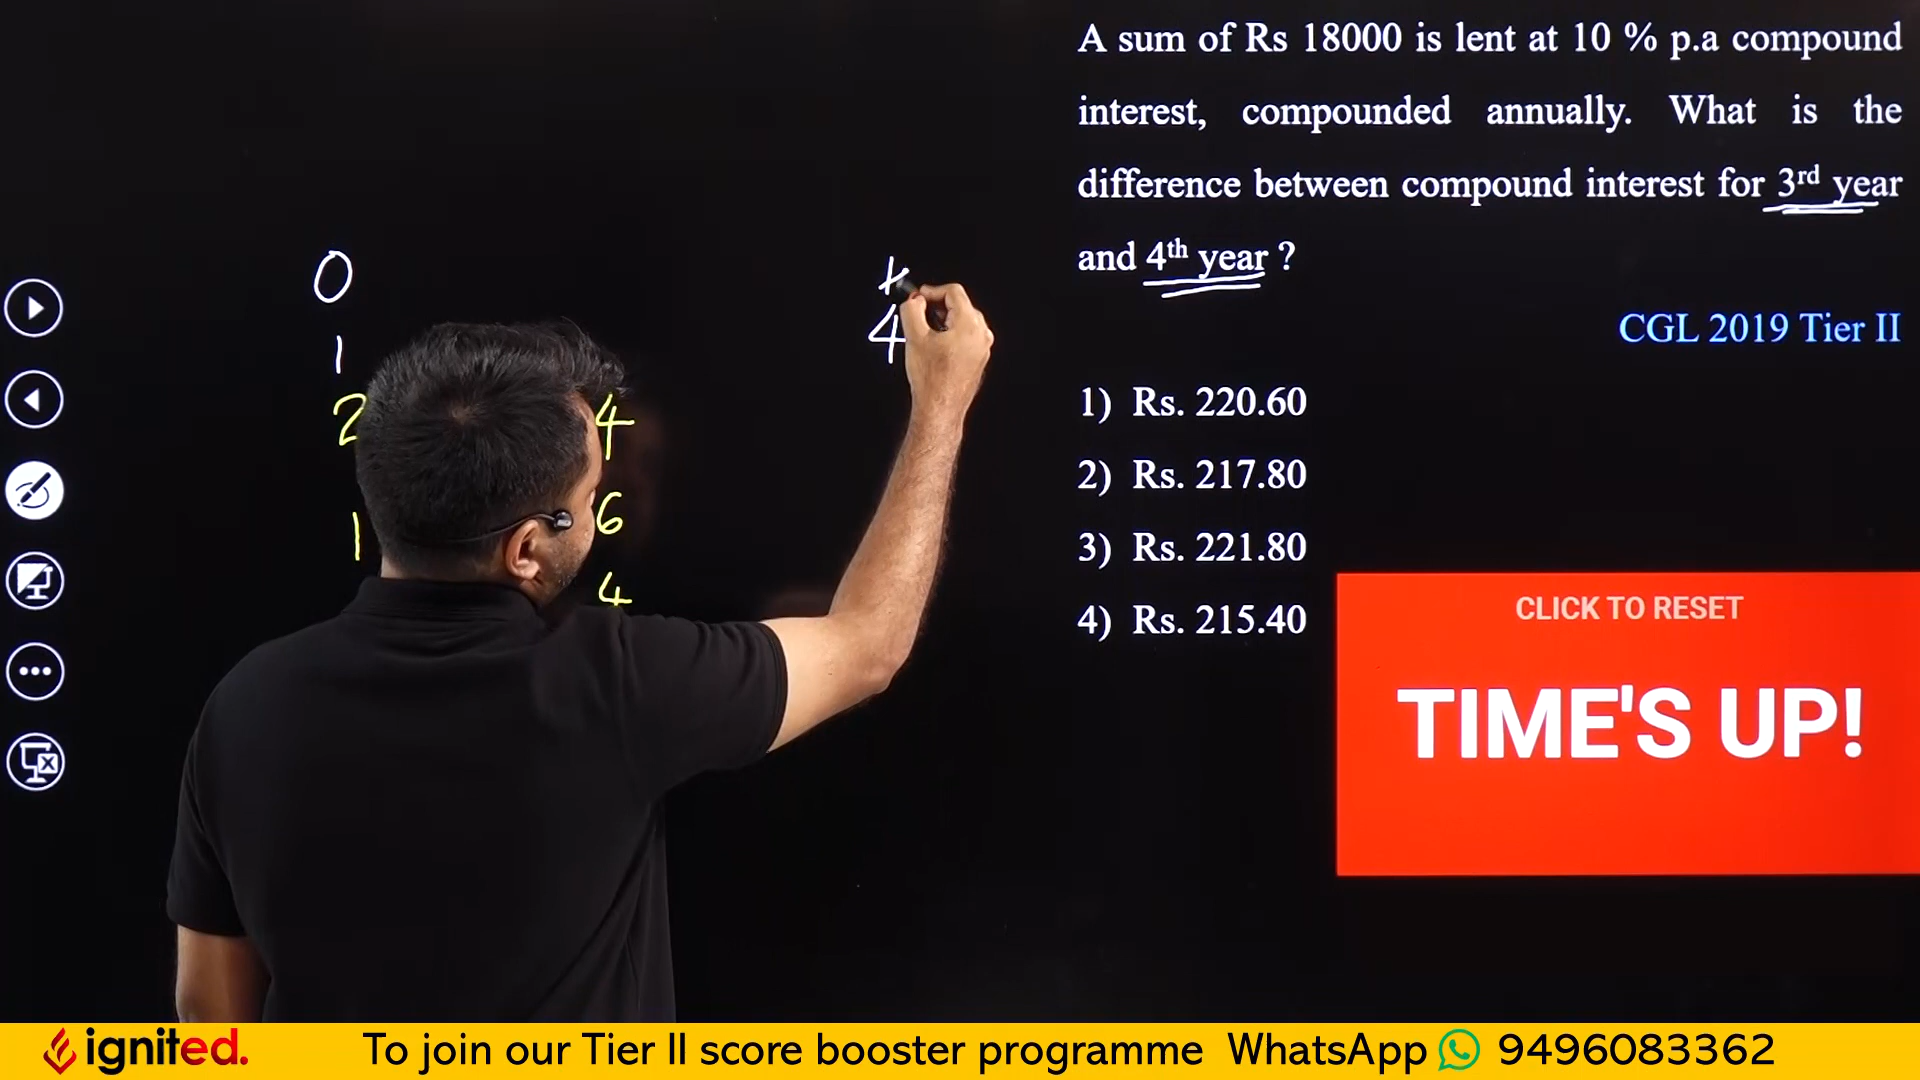 A sum of Rs 18000 is lent at 10 % p.a compound
interest, compounded annually. What is the
difference between compound interest for 3rd year
and 4th year ?
CGL 2019 Tier II
1) Rs. 220.60
2) Rs. 217.80
3) Rs. 221.80
4) Rs. 215.40
CLICK TO RESET
TIME'S UP!
0
1
2 4
1 6
4
4
ignited.
To join our Tier II score booster programme WhatsApp 9496083362